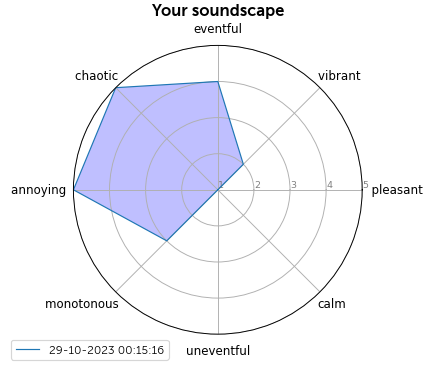 Your soundscape
eventful
chaotic
vibrant
annoying
1 2 3 4 5
pleasant
monotonous
calm
uneventful
29-10-2023 00:15:16